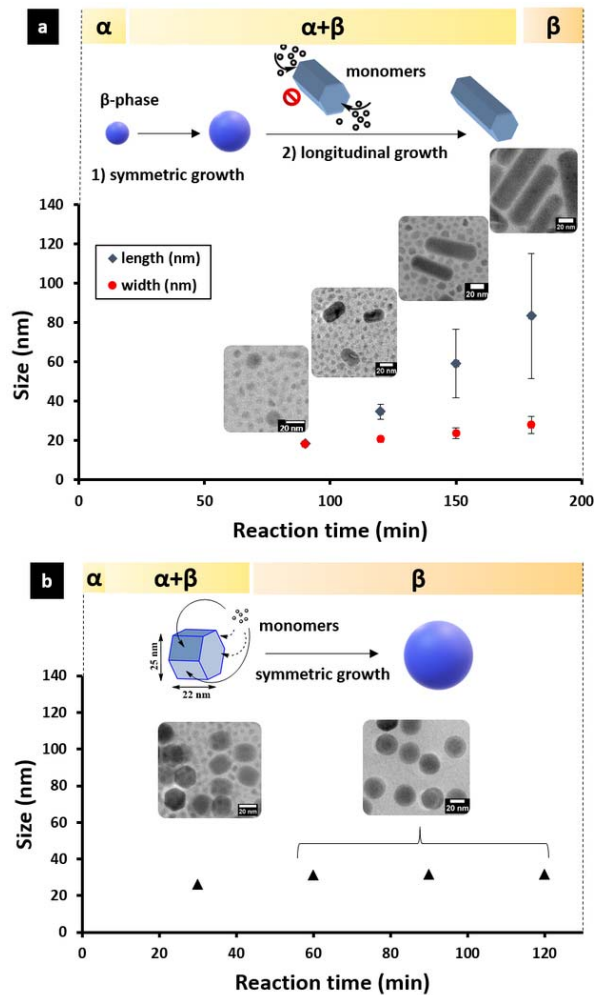 a
α
α+β
β
monomers
β-phase
1) symmetric growth
2) longitudinal growth
140
120
100
80
60
40
20
0
Size (nm)
length (nm)
width (nm)
20 nm
20 nm
20 nm
20 nm
0
50
100
150
200
Reaction time (min)
b
α
α+β
β
monomers
symmetric growth
25 nm
22 nm
140
120
100
80
60
40
20
0
Size (nm)
20 nm
20 nm
0
20
40
60
80
100
120
Reaction time (min)